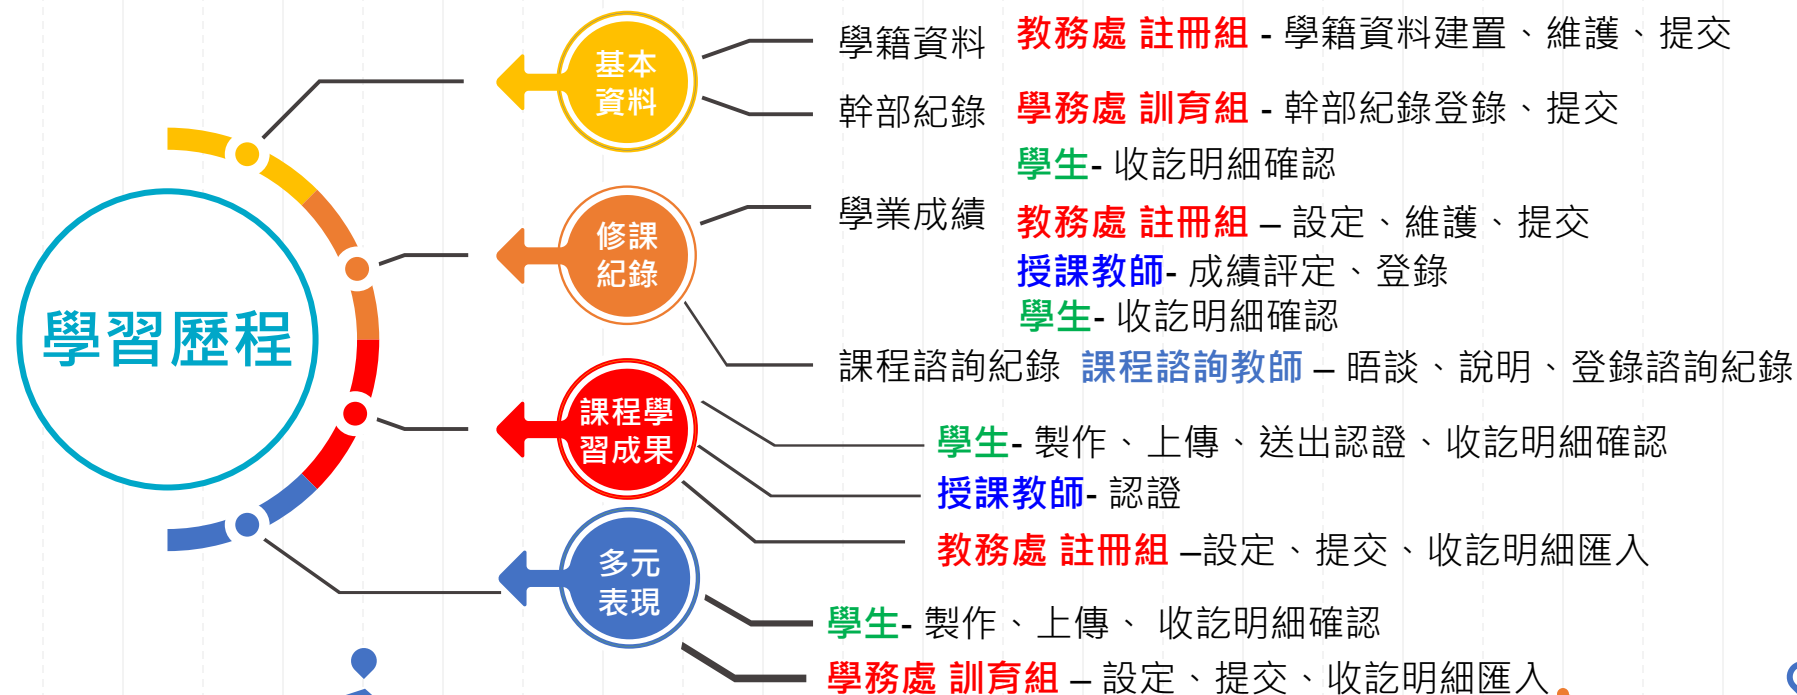 學習歷程
基本
資料
學籍資料 教務處 註冊組 - 學籍資料建置、維護、提交
幹部紀錄 學務處 訓育組 - 幹部紀錄登錄、提交
學生- 收訖明細確認
修課
紀錄
學業成績 教務處 註冊組 – 設定、維護、提交
授課教師- 成績評定、登錄
學生- 收訖明細確認
課程諮詢紀錄 課程諮詢教師 – 晤談、說明、登錄諮詢紀錄
課程學
習成果
學生- 製作、上傳、送出認證、收訖明細確認
授課教師- 認證
教務處 註冊組 –設定、提交、收訖明細匯入
多元
表現
學生- 製作、上傳、 收訖明細確認
學務處 訓育組 – 設定、提交、收訖明細匯入